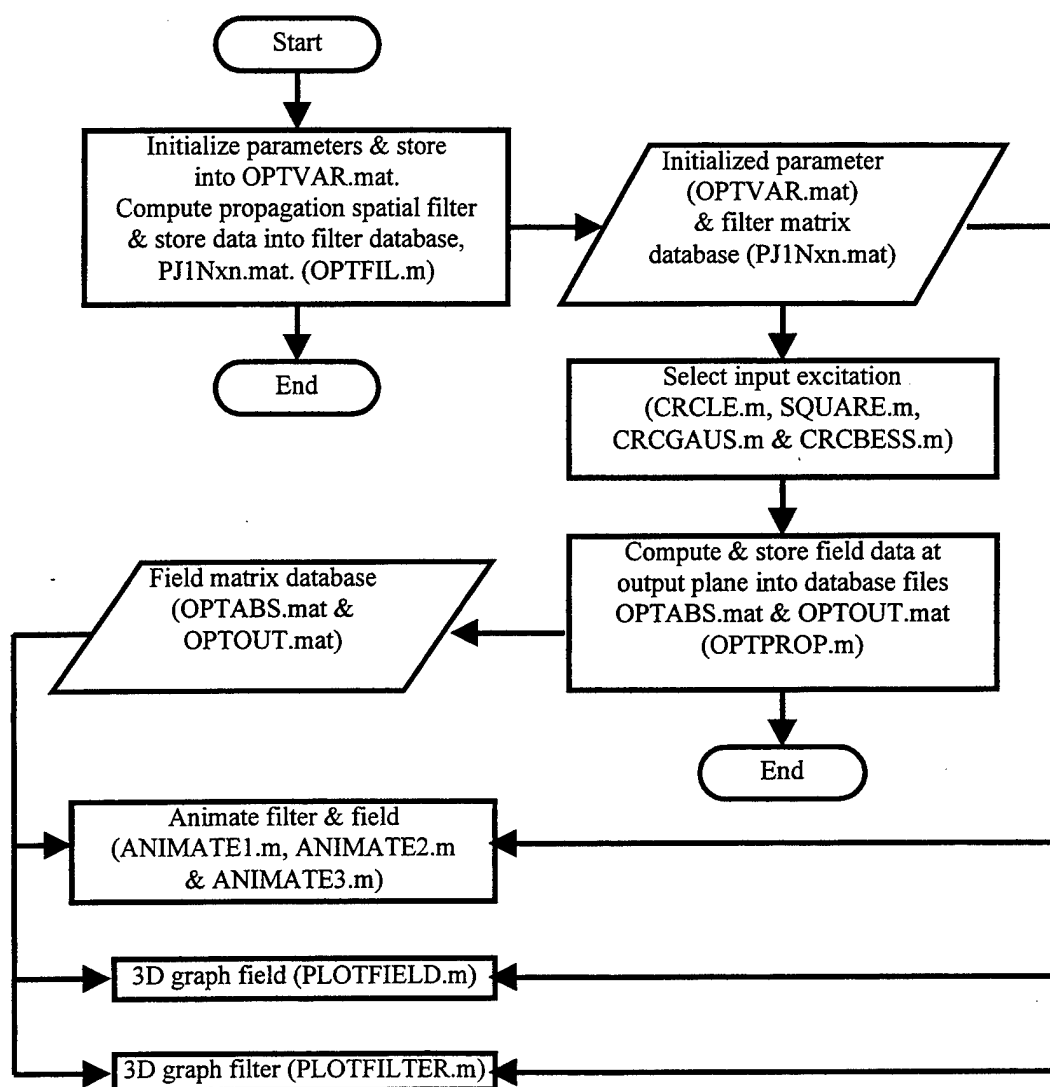 Start
Initialize parameters & store
into OPTVAR.mat.
Compute propagation spatial filter
& store data into filter database,
PJ1Nxn.mat. (OPTFIL.m)
End
Initialized parameter
(OPTVAR.mat)
& filter matrix
database (PJ1Nxn.mat)
Select input excitation
(CRCLE.m, SQUARE.m,
CRCGAUS.m & CRCBESS.m)
Compute & store field data at
output plane into database files
OPTABS.mat & OPTOUT.mat
(OPTPROP.m)
End
Field matrix database
(OPTABS.mat &
OPTOUT.mat)
Animate filter & field
(ANIMATE1.m, ANIMATE2.m
& ANIMATE3.m)
3D graph field (PLOTFIELD.m)
3D graph filter (PLOTFILTER.m)